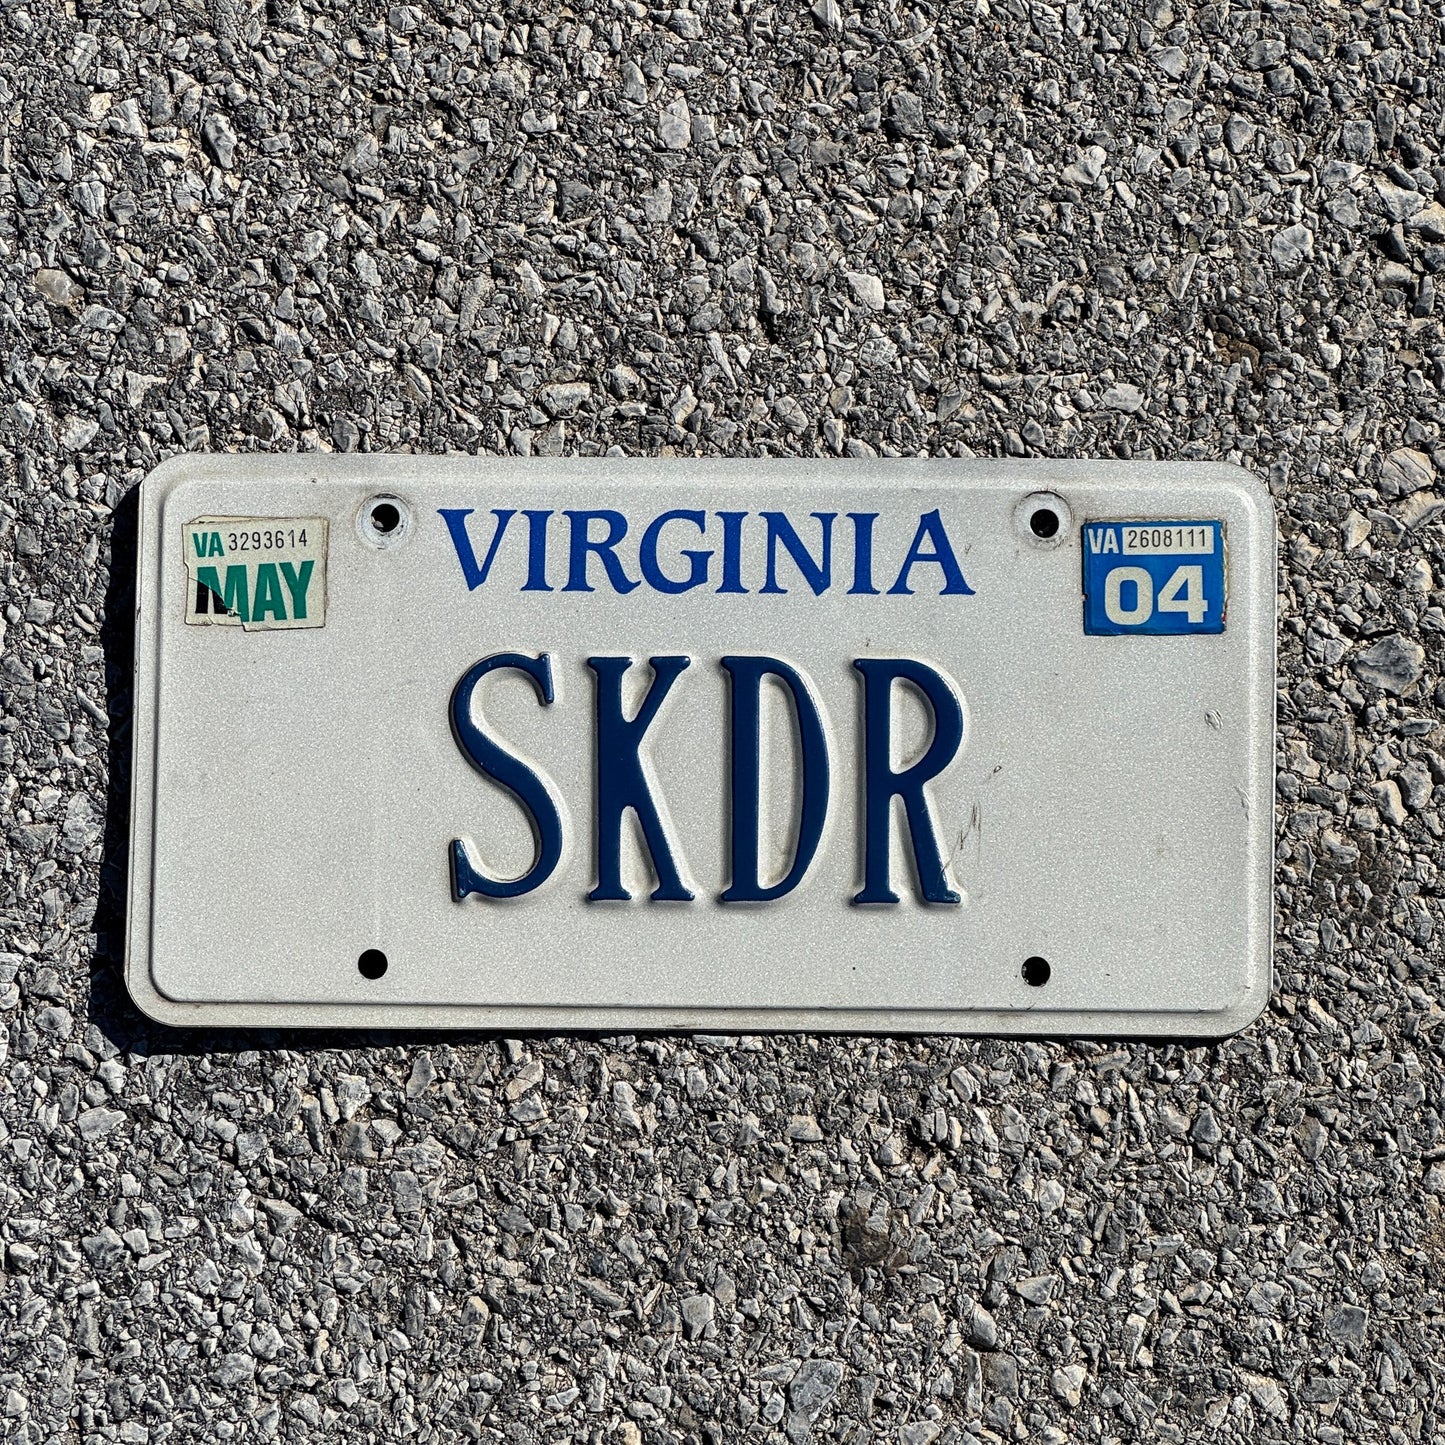 VA 3293614
MAY
VIRGINIA
VA 2608111
04
SKDR